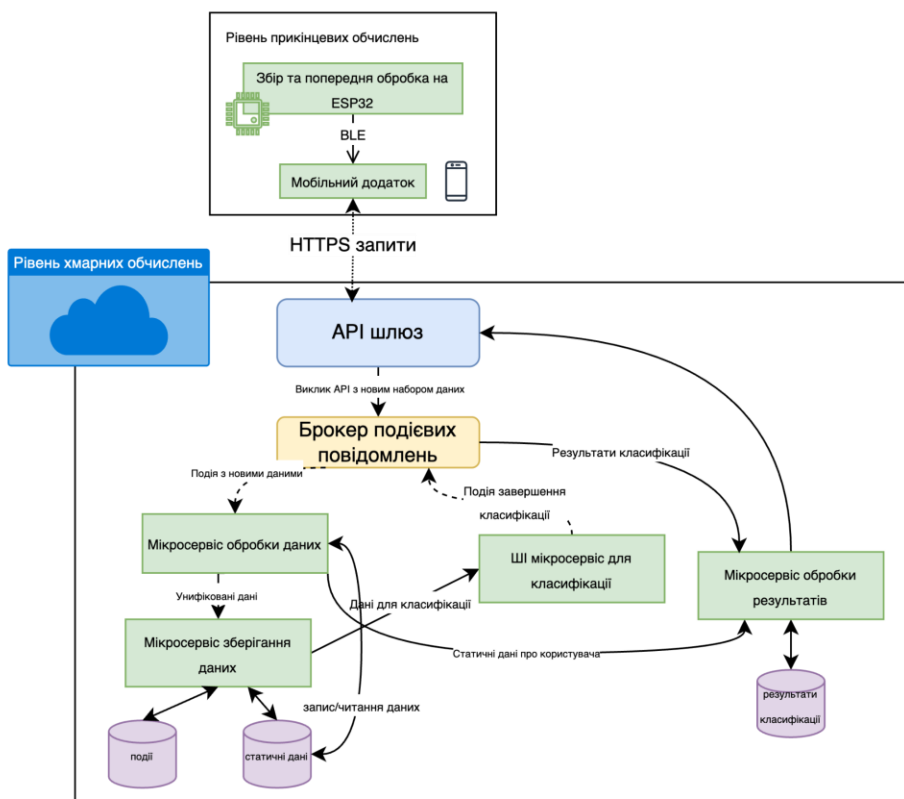 Рівень прикінцевих обчислень
Збір та попередня обробка на
ESP32
BLE
Мобільний додаток
HTTPS запити
Рівень хмарних обчислень
API шлюз
Виклик API з новим набором даних
Брокер подієвих
повідомлень
Результати класифікації
Подія з новими даними
Подія завершення
класифікації
Мікросервіс обробки даних
ШІ мікросервіс для
класифікації
Мікросервіс обробки
результатів
Унифіковані дані
Дані для класифікації
Мікросервіс зберігання
даних
Статичні дані про користувача
запис/читання даних
результати
класифікації
події
статичні дані